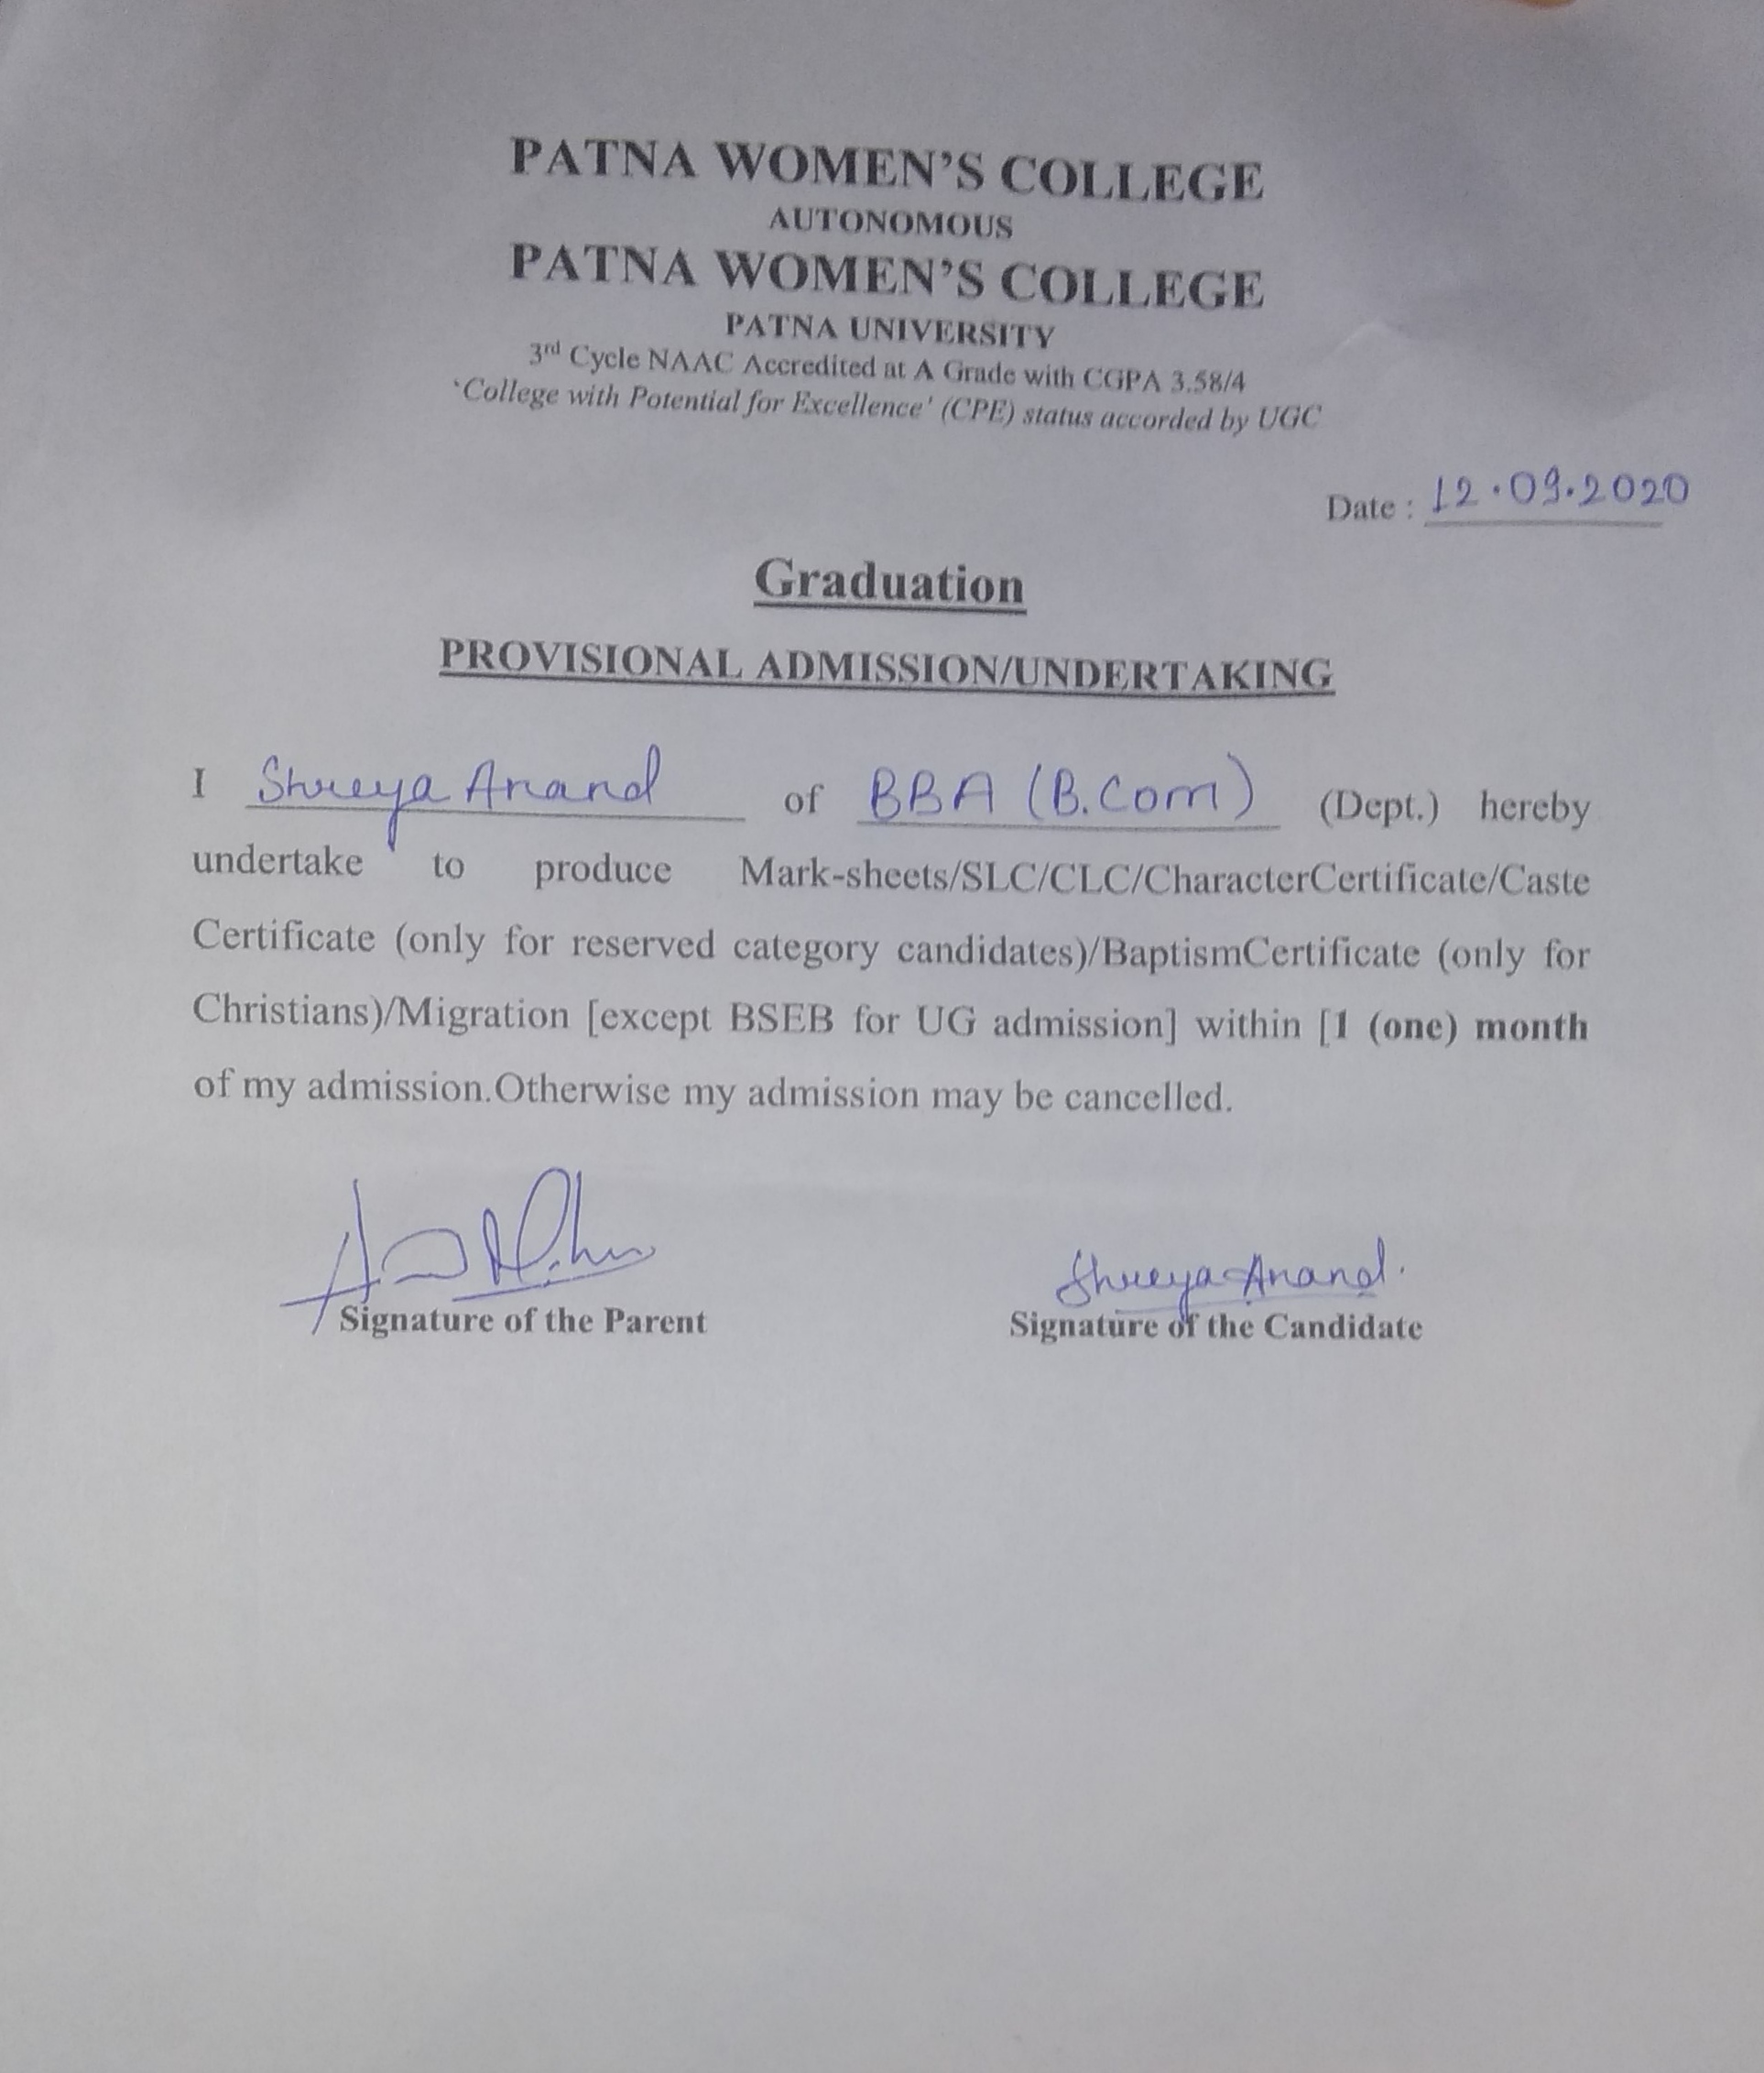 PATNA WOMEN'S COLLEGE
AUTONOMOUS
PATNA WOMEN'S COLLEGE
PATNA UNIVERSITY
3rd Cycle NAAC Accredited at A Grade with CGPA 3.58/4
'College with Potential for Excellence' (CPE) status accorded by UGC
Date : 12.09.2020
Graduation
PROVISIONAL ADMISSION/UNDERTAKING
I Shreya Anand of BBA (B.Com) (Dept.) hereby
undertake to produce Mark-sheets/SLC/CLC/CharacterCertificate/Caste
Certificate (only for reserved category candidates)/BaptismCertificate (only for
Christians)/Migration [except BSEB for UG admission] within [1 (one) month
of my admission.Otherwise my admission may be cancelled.
Shreya Anand.
Signature of the Parent Signature of the Candidate